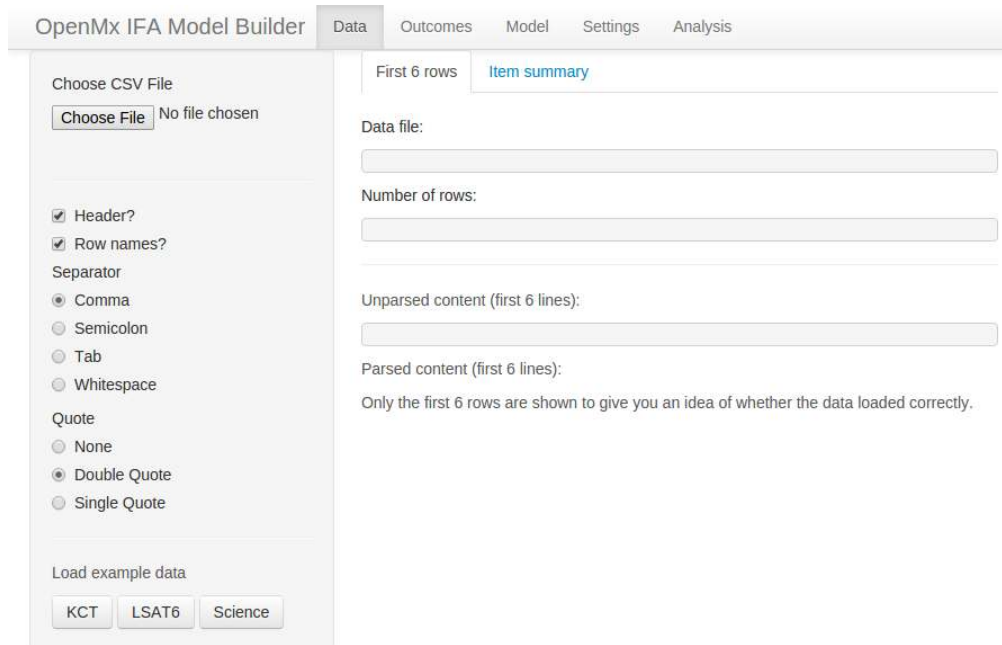 OpenMx IFA Model Builder Data Outcomes Model Settings Analysis
Choose CSV File
Choose File No file chosen
Header?
Row names?
Separator
Comma
Semicolon
Tab
Whitespace
Quote
None
Double Quote
Single Quote
Load example data
KCT LSAT6 Science
First 6 rows Item summary
Data file:
Number of rows:
Unparsed content (first 6 lines):
Parsed content (first 6 lines):
Only the first 6 rows are shown to give you an idea of whether the data loaded correctly.